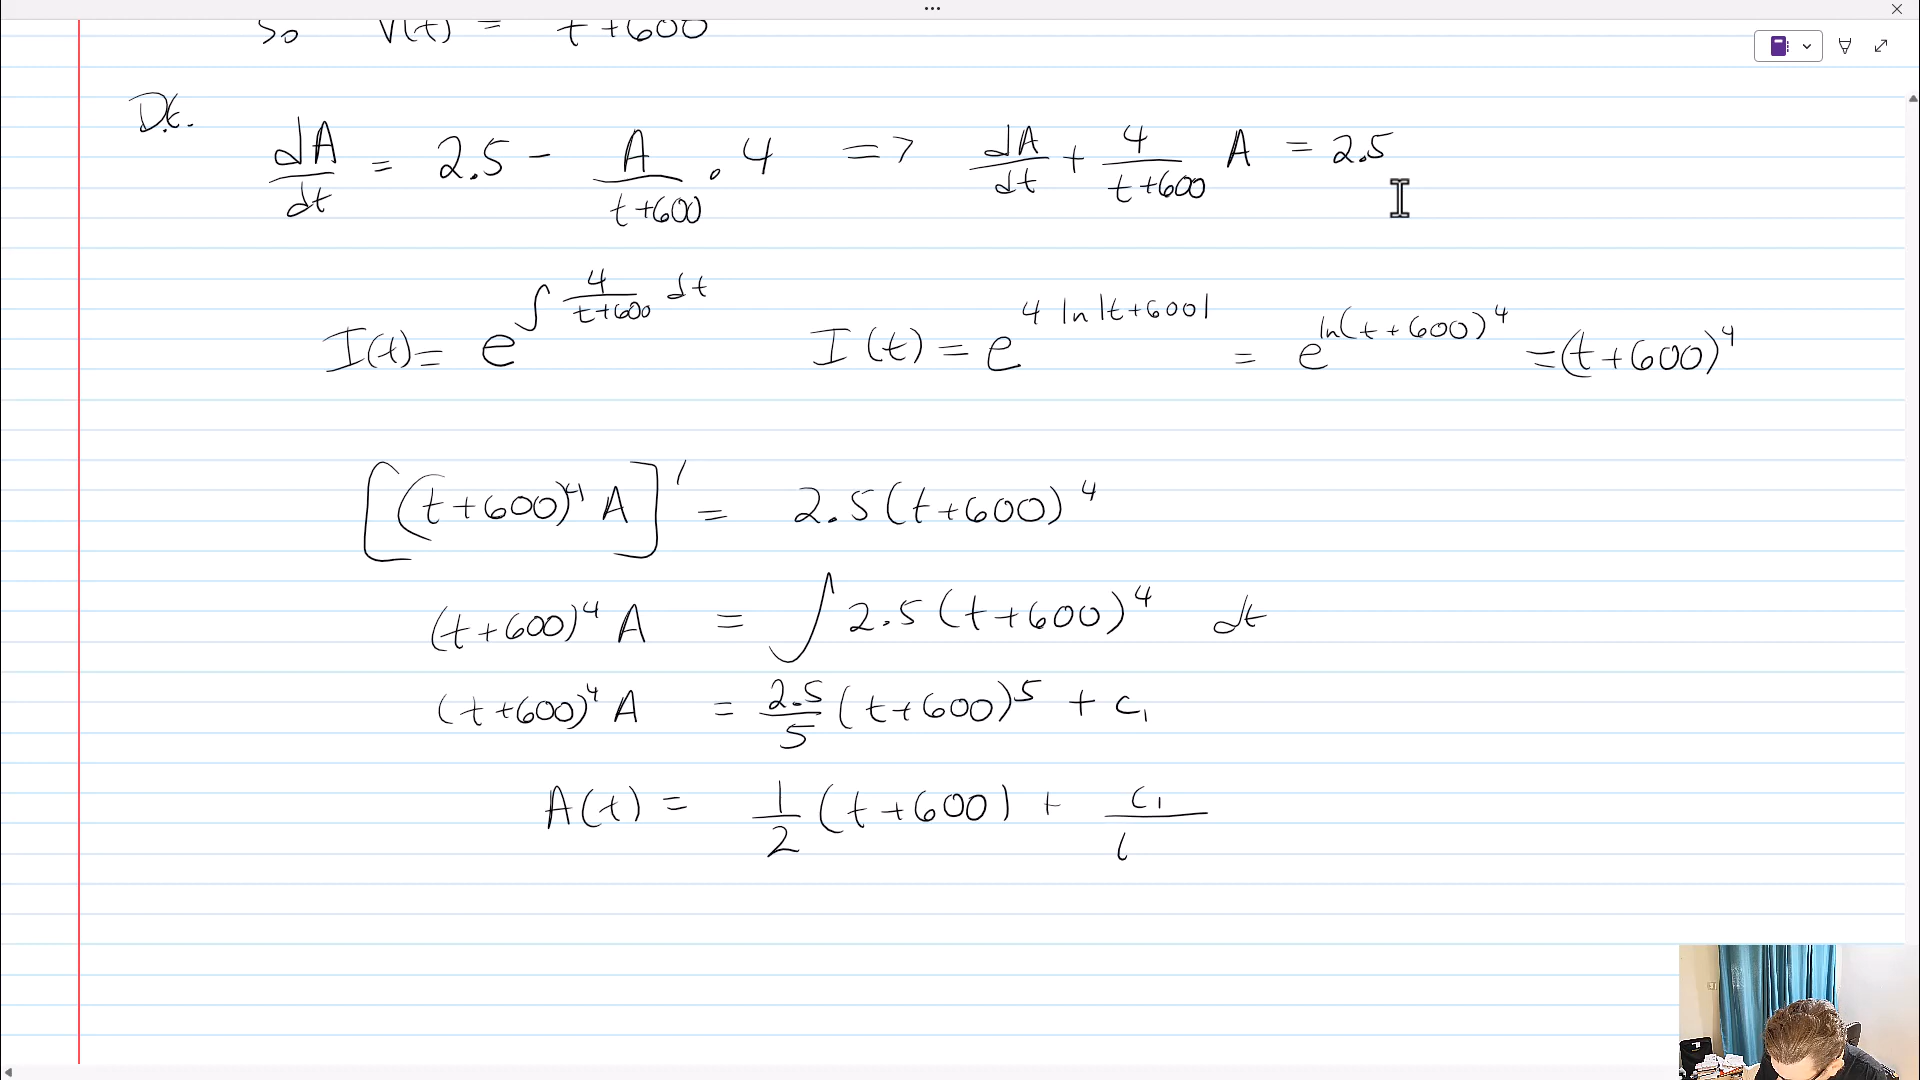 So V(t) = t+600
D.E.
dA/dt = 2.5 - A/(t+600) · 4 => dA/dt + 4/(t+600) A = 2.5
I(t) = e^(∫ 4/(t+600) dt) I(t) = e^(4 ln|t+600|) = e^(ln(t+600)^4) = (t+600)^4
[(t+600)^4 A]' = 2.5(t+600)^4
(t+600)^4 A = ∫ 2.5(t+600)^4 dt
(t+600)^4 A = 2.5/5 (t+600)^5 + c₁
A(t) = 1/2 (t+600) + c₁/(